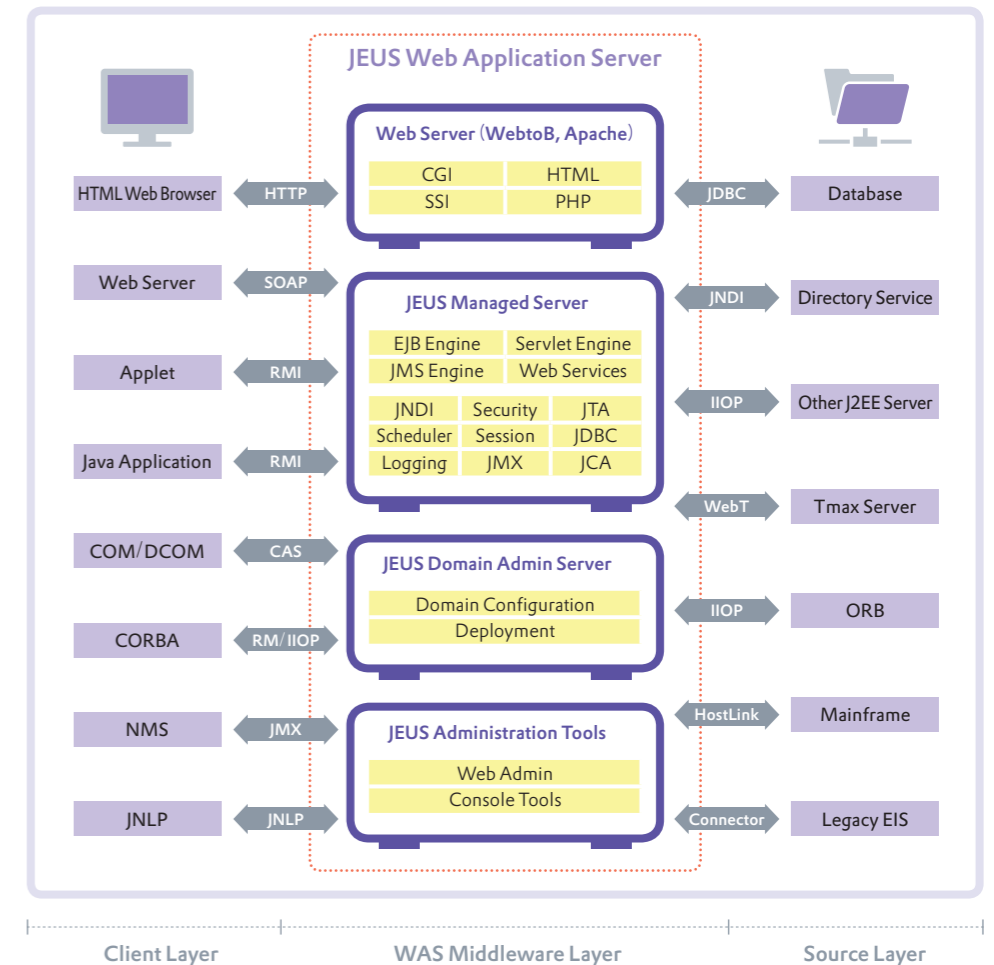 JEUS Web Application Server
Web Server (WebtoB, Apache)
CGI HTML
SSI PHP
HTML Web Browser HTTP JDBC Database
Web Server SOAP JNDI Directory Service
JEUS Managed Server
EJB Engine Servlet Engine
JMS Engine Web Services
JNDI Security JTA
Scheduler Session JDBC
Logging JMX JCA
Applet RMI IIOP Other J2EE Server
Java Application RMI WebT Tmax Server
COM/DCOM CAS
JEUS Domain Admin Server
Domain Configuration
Deployment
IIOP ORB
CORBA RM/IIOP
NMS JMX HostLink Mainframe
JEUS Administration Tools
Web Admin
Console Tools
JNLP JNLP Connector Legacy EIS
Client Layer WAS Middleware Layer Source Layer